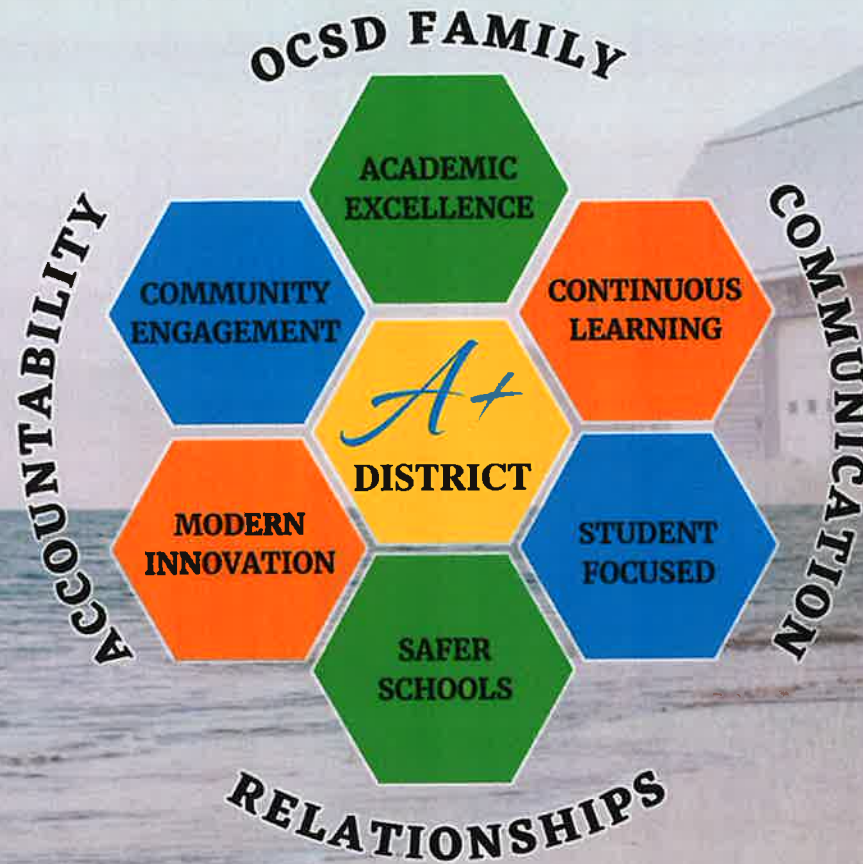 OCSD FAMILY
ACADEMIC
EXCELLENCE
COMMUNITY
ENGAGEMENT
CONTINUOUS
LEARNING
A+
DISTRICT
MODERN
INNOVATION
STUDENT
FOCUSED
SAFER
SCHOOLS
ACCOUNTABILITY
COMMUNICATION
RELATIONSHIPS